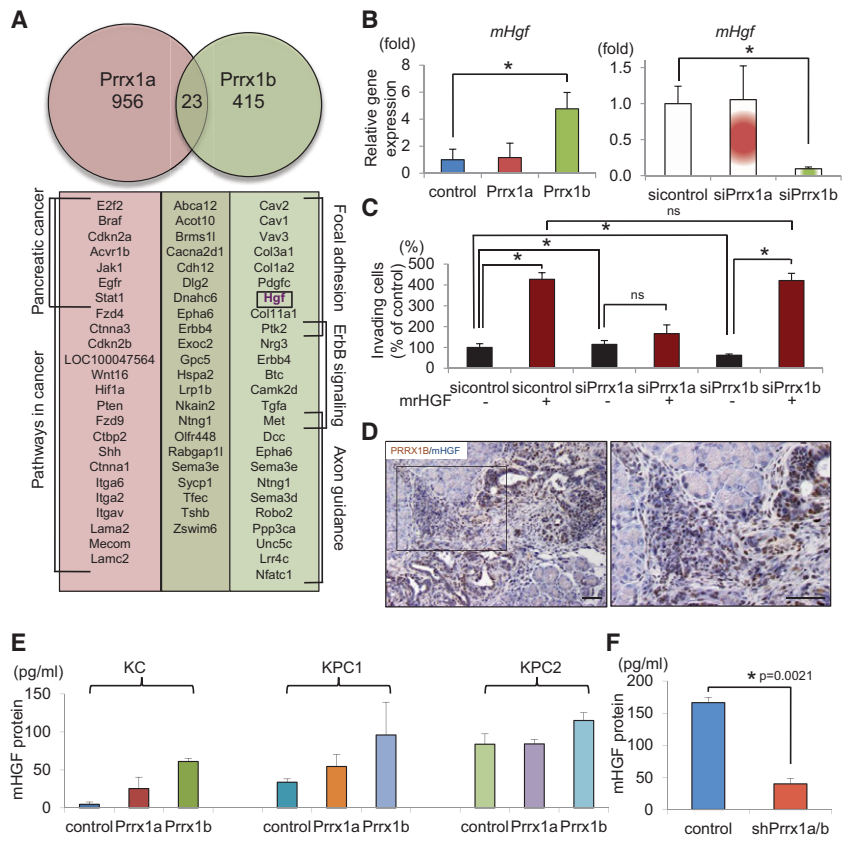 A
Prrx1a
956
23
Prrx1b
415
Pancreatic cancer
Pathways in cancer
E2f2
Braf
Cdkn2a
Acvr1b
Jak1
Egfr
Stat1
Fzd4
Ctnna3
Cdkn2b
LOC100047564
Wnt16
Hif1a
Pten
Fzd9
Ctbp2
Shh
Ctnna1
Itga6
Itga2
Itgav
Lama2
Mecom
Lamc2
Abca12
Acot10
Brms1l
Cacna2d1
Cdh12
Dlg2
Dnahc6
Epha6
Erbb4
Exoc2
Gpc5
Hspa2
Lrp1b
Nkain2
Ntng1
Olfr448
Rabgap1l
Sema3e
Sycp1
Tfec
Tshb
Zswim6
Cav2
Cav1
Vav3
Col3a1
Col1a2
Pdgfc
Hgf
Col11a1
Ptk2
Nrg3
Erbb4
Btc
Camk2d
Tgfa
Met
Dcc
Epha6
Sema3e
Ntng1
Sema3d
Robo2
Ppp3ca
Unc5c
Lrr4c
Nfatc1
Focal adhesion
ErbB signaling
Axon guidance
B
(fold)
mHgf
Relative gene
expression
8
6
4
2
0
*
control Prrx1a Prrx1b
(fold)
mHgf
1.5
1.0
0.5
0.0
*
sicontrol siPrrx1a siPrrx1b
C
(%)
Invading cells
(% of control)
500
400
300
200
100
0
ns
*
*
*
ns
*
sicontrol sicontrol siPrrx1a siPrrx1a siPrrx1b siPrrx1b
mrHGF - + - + - +
D
PRRX1B/mHGF
E
(pg/ml)
mHGF protein
150
100
50
0
KC
KPC1
KPC2
control Prrx1a Prrx1b
control Prrx1a Prrx1b
control Prrx1a Prrx1b
F
(pg/ml)
mHGF protein
200
150
100
50
0
* p=0.0021
control shPrrx1a/b